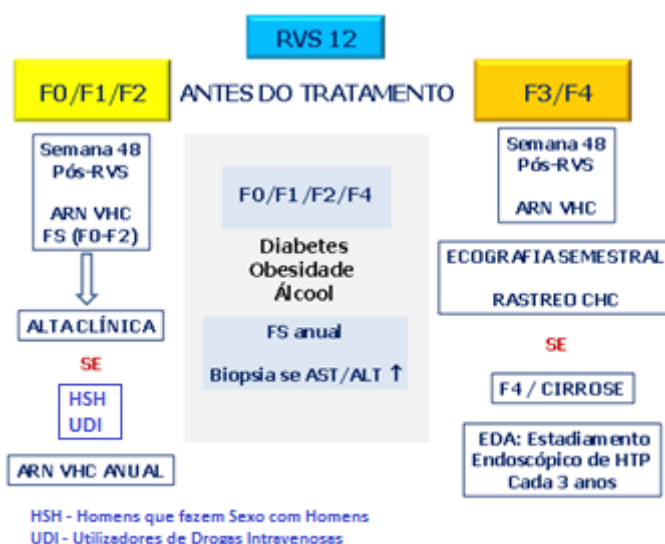 RVS 12
F0/F1/F2
ANTES DO TRATAMENTO
F3/F4
Semana 48
Pós-RVS
ARN VHC
FS (F0-F2)
ALTA CLÍNICA
SE
HSH
UDI
ARN VHC ANUAL
F0/F1/F2/F4
Diabetes
Obesidade
Álcool
FS anual
Biopsia se AST/ALT ↑
Semana 48
Pós-RVS
ARN VHC
ECOGRAFIA SEMESTRAL
RASTREO CHC
SE
F4 / CIRROSE
EDA: Estadiamento
Endoscópico de HTP
Cada 3 anos
HSH - Homens que fazem Sexo com Homens
UDI - Utilizadores de Drogas Intravenosas